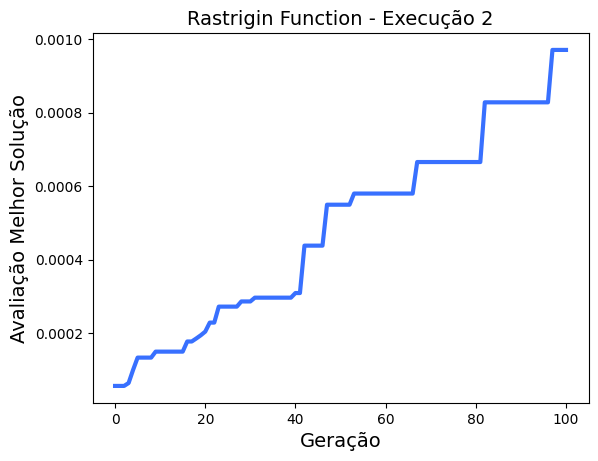 Rastrigin Function - Execução 2
Avaliação Melhor Solução
0.0010
0.0008
0.0006
0.0004
0.0002
0 20 40 60 80 100
Geração